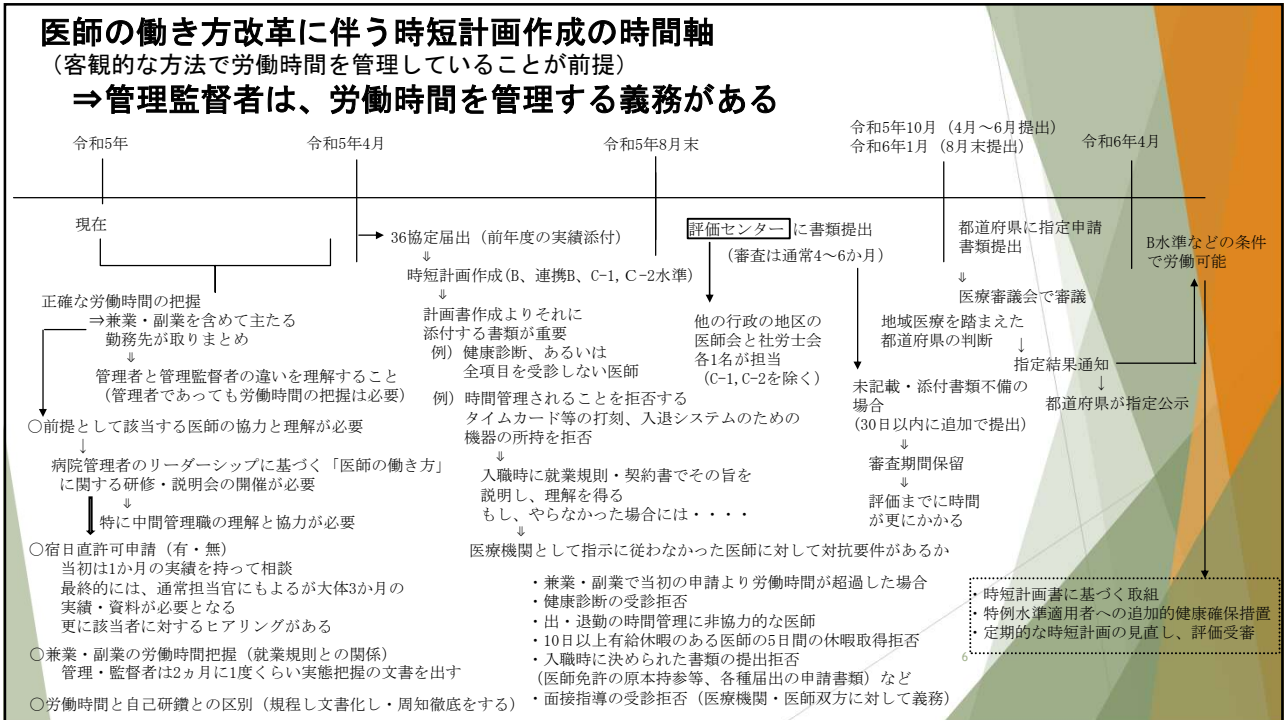 医師の働き方改革に伴う時短計画作成の時間軸
（客観的な方法で労働時間を管理していることが前提）
⇒管理監督者は、労働時間を管理する義務がある
令和5年
令和5年4月
令和5年8月末
令和5年10月（4月～6月提出）
令和6年1月（8月末提出）
令和6年4月
現在
正確な労働時間の把握
⇒兼業・副業を含めて主たる
勤務先が取りまとめ
⇓
管理者と管理監督者の違いを理解すること
（管理者であっても労働時間の把握は必要）
○前提として該当する医師の協力と理解が必要
↓
病院管理者のリーダーシップに基づく「医師の働き方」
に関する研修・説明会の開催が必要
⇓
特に中間管理職の理解と協力が必要
○宿日直許可申請（有・無）
当初は1か月の実績を持って相談
最終的には、通常担当官にもよるが大体3か月の
実績・資料が必要となる
更に該当者に対するヒアリングがある
○兼業・副業の労働時間把握（就業規則との関係）
管理・監督者は2ヵ月に1度くらい実態把握の文書を出す
○労働時間と自己研鑽との区別（規程し文書化し・周知徹底をする）
36協定届出（前年度の実績添付）
⇓
時短計画作成(B、連携B、C-1,C-2水準)
⇓
計画書作成よりそれに
添付する書類が重要
例）健康診断、あるいは
全項目を受診しない医師
例）時間管理されることを拒否する
タイムカード等の打刻、入退システムのための
機器の所持を拒否
⇓
入職時に就業規則・契約書でその旨を
説明し、理解を得る
もし、やらなかった場合には・・・・
⇓
医療機関として指示に従わなかった医師に対して対抗要件があるか
・兼業・副業で当初の申請より労働時間が超過した場合
・健康診断の受診拒否
・出・退勤の時間管理に非協力的な医師
・10日以上有給休暇のある医師の5日間の休暇取得拒否
・入職時に決められた書類の提出拒否
（医師免許の原本持参等、各種届出の申請書類）など
・面接指導の受診拒否（医療機関・医師双方に対して義務）
評価センターに書類提出
（審査は通常4～6か月）
他の行政の地区の
医師会と社労士会
各1名が担当
（C-1,C-2を除く）
未記載・添付書類不備の
場合
(30日以内に追加で提出)
⇓
審査期間保留
⇓
評価までに時間
が更にかかる
都道府県に指定申請
書類提出
⇓
医療審議会で審議
地域医療を踏まえた
都道府県の判断
↓
指定結果通知
↓
都道府県が指定公示
B水準などの条件
で労働可能
・時短計画書に基づく取組
・特例水準適用者への追加的健康確保措置
・定期的な時短計画の見直し、評価受審
6